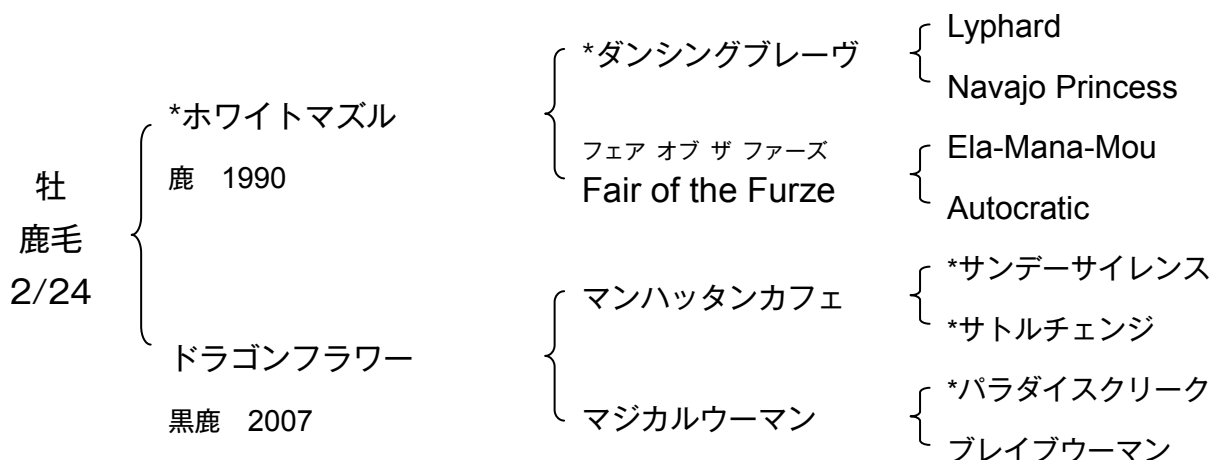 牡
鹿毛
2/24
*ホワイトマズル
鹿 1990
ドラゴンフラワー
黒鹿 2007
*ダンシングブレーヴ
フェア オブ ザ ファーズ
Fair of the Furze
マンハッタンカフェ
マジカルウーマン
Lyphard
Navajo Princess
Ela-Mana-Mou
Autocratic
*サンデーサイレンス
*サトルチェンジ
*パラダイスクリーク
ブレイブウーマン